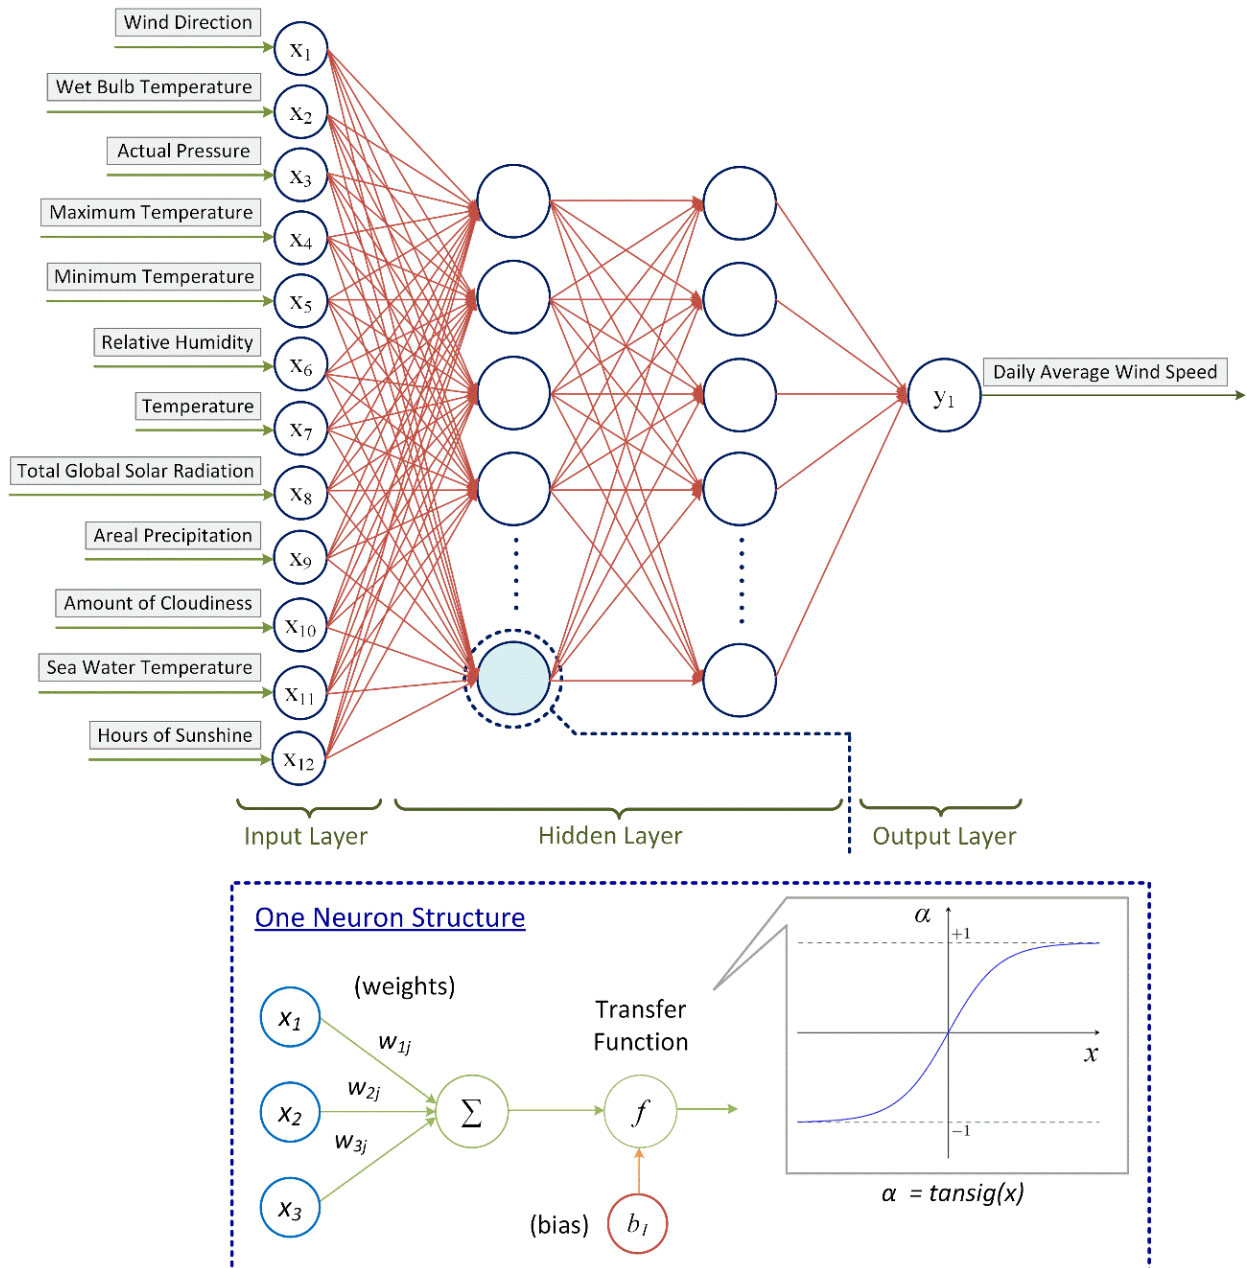 Wind Direction
x1
Wet Bulb Temperature
x2
Actual Pressure
x3
Maximum Temperature
x4
Minimum Temperature
x5
Relative Humidity
x6
Temperature
x7
Total Global Solar Radiation
x8
Areal Precipitation
x9
Amount of Cloudiness
x10
Sea Water Temperature
x11
Hours of Sunshine
x12
y1
Daily Average Wind Speed
Input Layer
Hidden Layer
Output Layer
One Neuron Structure
(weights)
x1
w1j
x2
w2j
x3
w3j
Σ
Transfer
Function
f
(bias)
bI
α
+1
x
−1
α = tansig(x)